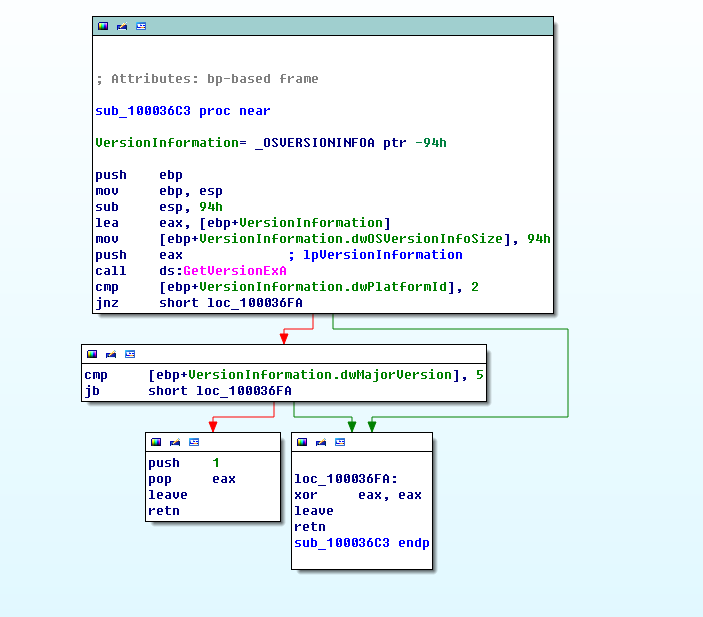 ; Attributes: bp-based frame
sub_100036C3 proc near
VersionInformation= _OSVERSIONINFOA ptr -94h
push    ebp
mov     ebp, esp
sub     esp, 94h
lea     eax, [ebp+VersionInformation]
mov     [ebp+VersionInformation.dwOSVersionInfoSize], 94h
push    eax             ; lpVersionInformation
call    ds:GetVersionExA
cmp     [ebp+VersionInformation.dwPlatformId], 2
jnz     short loc_100036FA
cmp     [ebp+VersionInformation.dwMajorVersion], 5
jb      short loc_100036FA
push    1
pop     eax
leave
retn
loc_100036FA:
xor     eax, eax
leave
retn
sub_100036C3 endp